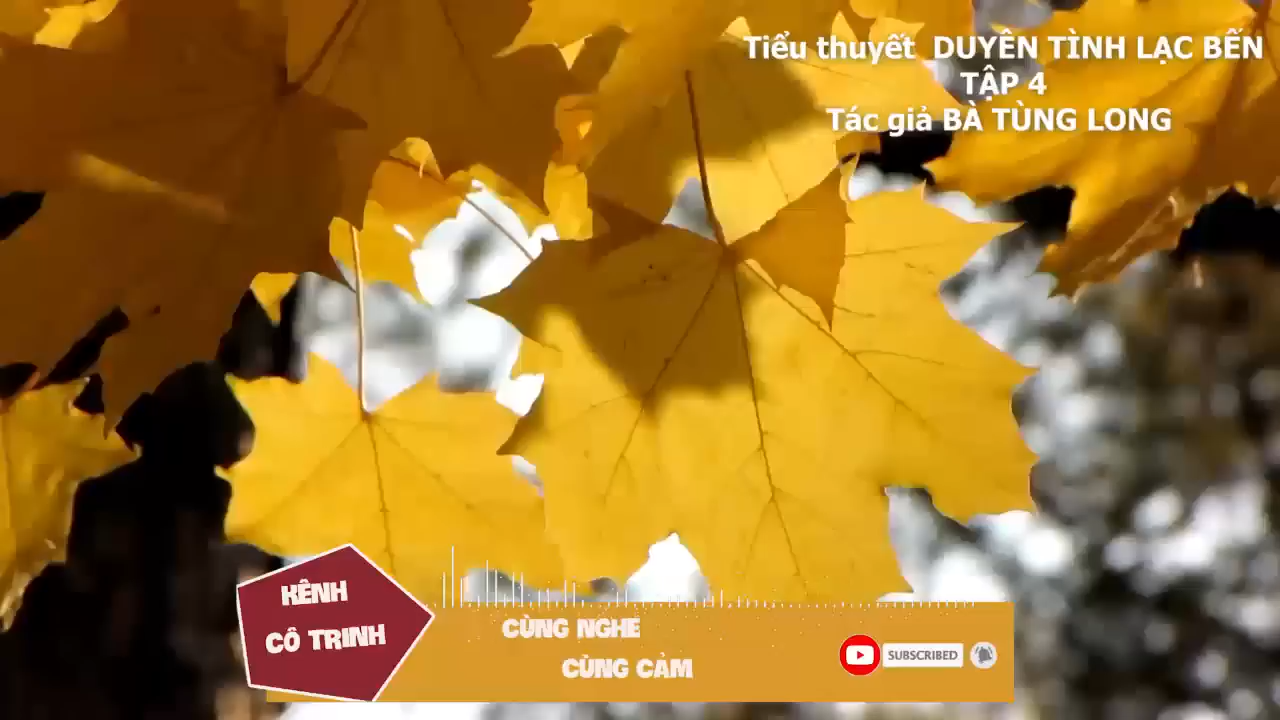 Tiểu thuyết DUYÊN TÌNH LẠC BẾN
TẬP 4
Tác giả BÀ TÙNG LONG
KÊNH
CÔ TRINH
CÙNG NGHE
CÙNG CẢM
SUBSCRIBED